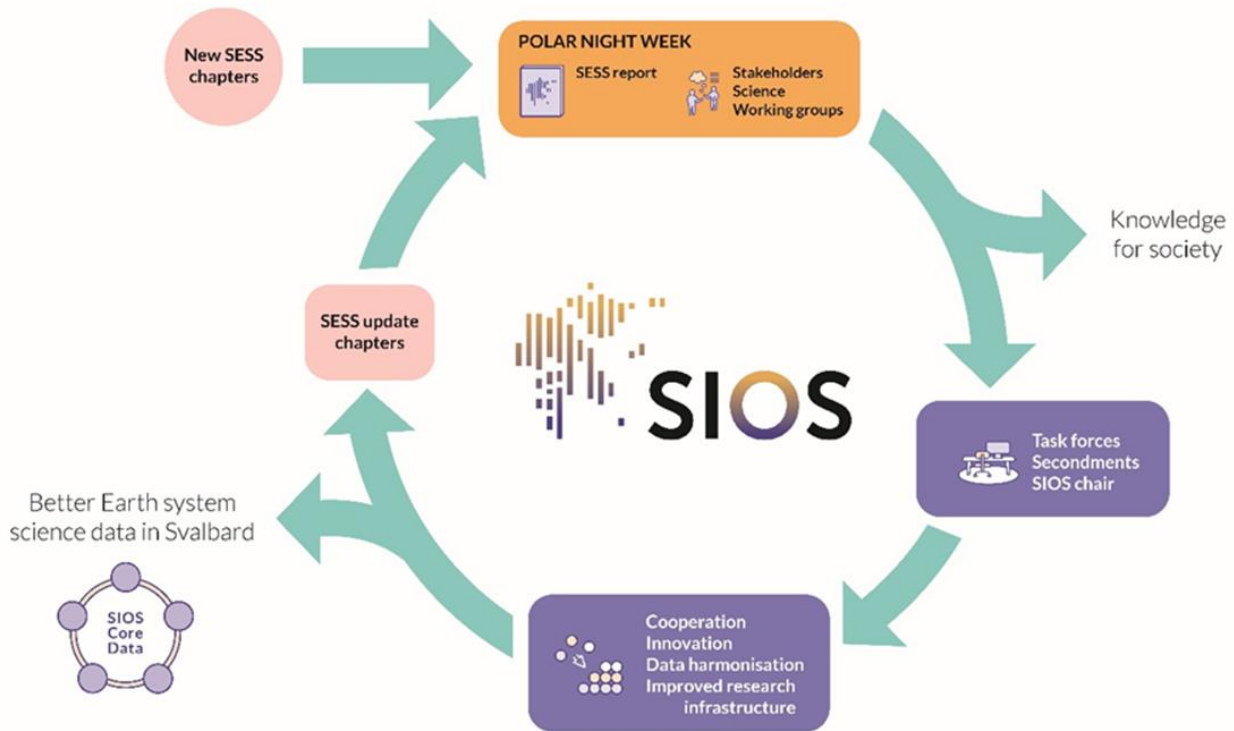 New SESS
chapters
POLAR NIGHT WEEK
SESS report
Stakeholders
Science
Working groups
Knowledge
for society
SESS update
chapters
SIOS
Task forces
Secondments
SIOS chair
Better Earth system
science data in Svalbard
SIOS
Core
Data
Cooperation
Innovation
Data harmonisation
Improved research
infrastructure